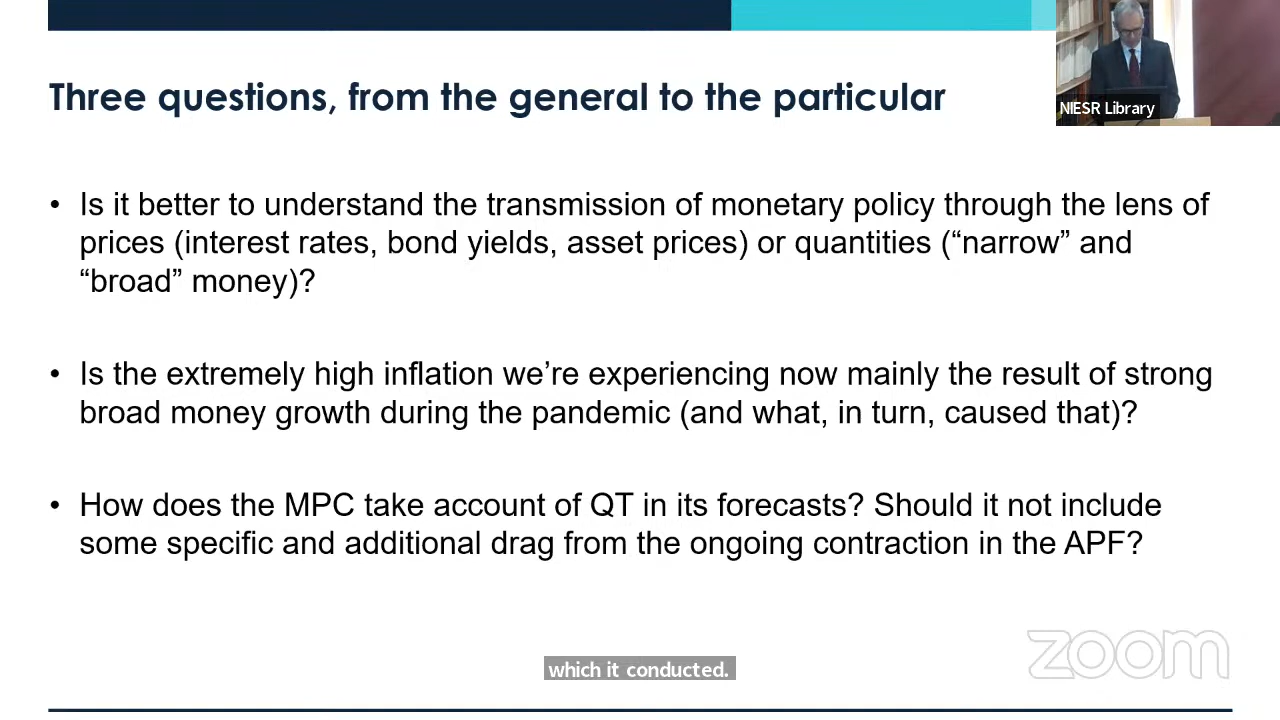 Three questions, from the general to the particular
NIESR Library
• Is it better to understand the transmission of monetary policy through the lens of
prices (interest rates, bond yields, asset prices) or quantities (“narrow” and
“broad” money)?
• Is the extremely high inflation we’re experiencing now mainly the result of strong
broad money growth during the pandemic (and what, in turn, caused that)?
• How does the MPC take account of QT in its forecasts? Should it not include
some specific and additional drag from the ongoing contraction in the APF?
zoom
which it conducted.